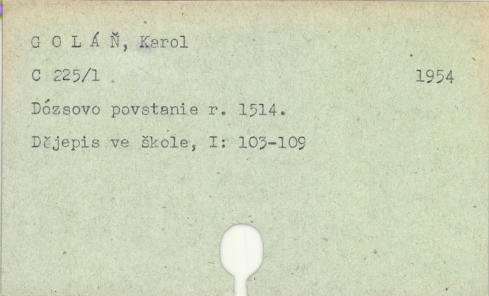 G O L Á Ň, Karol
C 225/1 1954
Dózsovo povstanie r. 1514.
Dějepis ve škole, I: 103-109